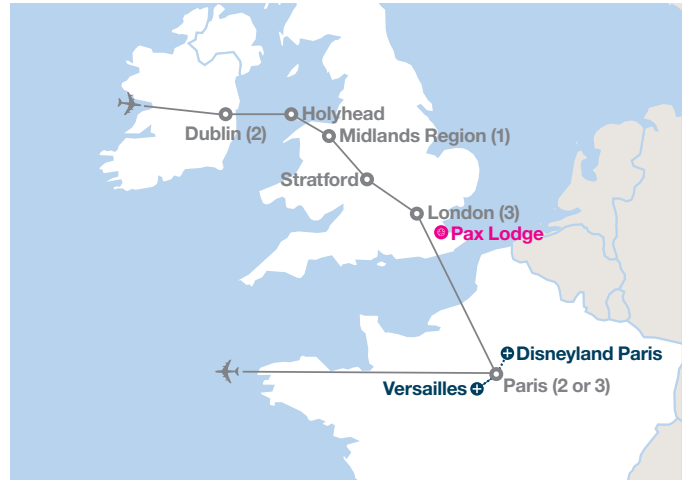 Holyhead
Dublin (2)
Midlands Region (1)
Stratford
London (3)
Pax Lodge
Disneyland Paris
Versailles
Paris (2 or 3)